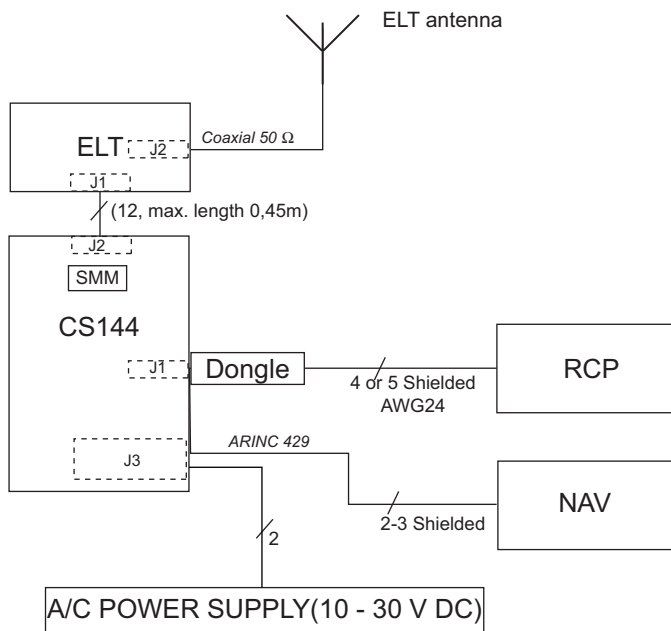 ELT antenna
Coaxial 50 Ω
ELT
J2
J1
(12, max. length 0,45m)
J2
SMM
CS144
J1
Dongle
4 or 5 Shielded
AWG24
RCP
ARINC 429
J3
2-3 Shielded
NAV
2
A/C POWER SUPPLY(10 - 30 V DC)